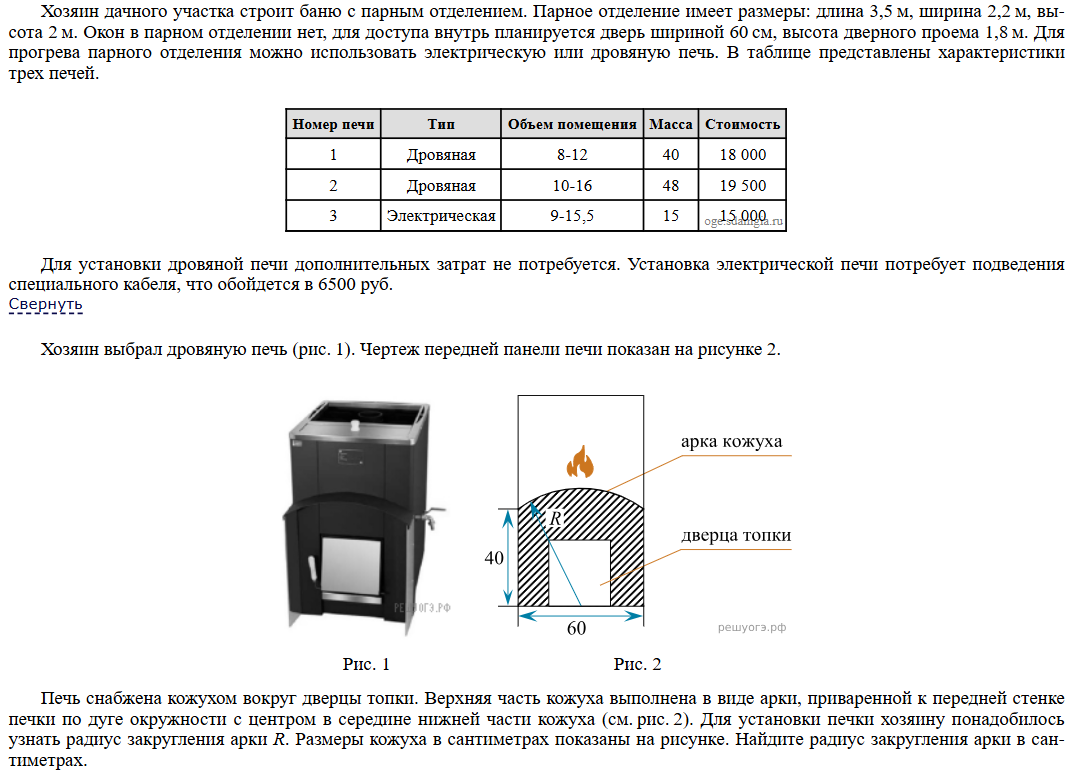 Хозяин дачного участка строит баню с парным отделением. Парное отделение имеет размеры: длина 3,5 м, ширина 2,2 м, вы-
сота 2 м. Окон в парном отделении нет, для доступа внутрь планируется дверь шириной 60 см, высота дверного проема 1,8 м. Для
прогрева парного отделения можно использовать электрическую или дровяную печь. В таблице представлены характеристики
трех печей.
Номер печи Тип Объем помещения Масса Стоимость
1 Дровяная 8-12 40 18 000
2 Дровяная 10-16 48 19 500
3 Электрическая 9-15,5 15 15 000
oge.sdamgia.ru
Для установки дровяной печи дополнительных затрат не потребуется. Установка электрической печи потребует подведения
специального кабеля, что обойдется в 6500 руб.
Свернуть
Хозяин выбрал дровяную печь (рис. 1). Чертеж передней панели печи показан на рисунке 2.
арка кожуха
R
дверца топки
40
60
РЕШУОГЭ.РФ
решуогэ.рф
Рис. 1 Рис. 2
Печь снабжена кожухом вокруг дверцы топки. Верхняя часть кожуха выполнена в виде арки, приваренной к передней стенке
печки по дуге окружности с центром в середине нижней части кожуха (см. рис. 2). Для установки печки хозяину понадобилось
узнать радиус закругления арки R. Размеры кожуха в сантиметрах показаны на рисунке. Найдите радиус закругления арки в сан-
тиметрах.